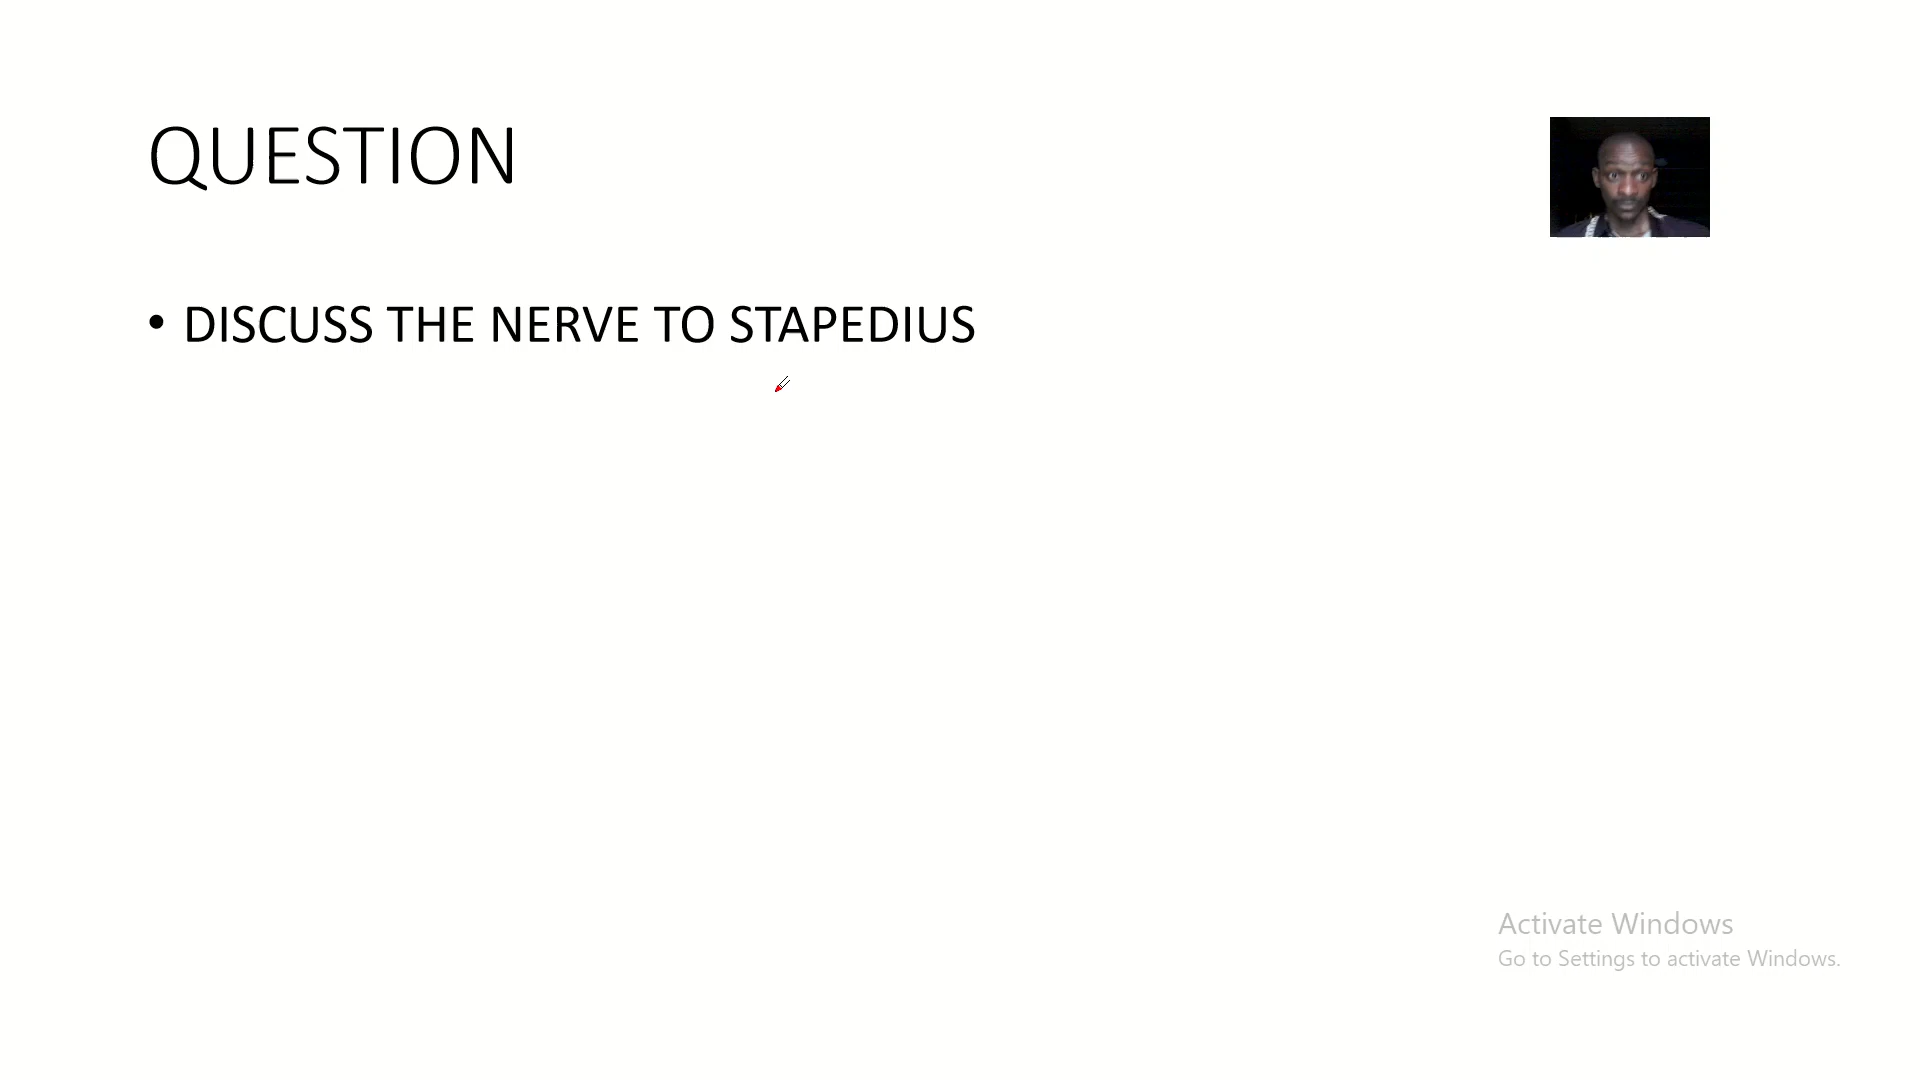 QUESTION
• DISCUSS THE NERVE TO STAPEDIUS
Activate Windows
Go to Settings to activate Windows.